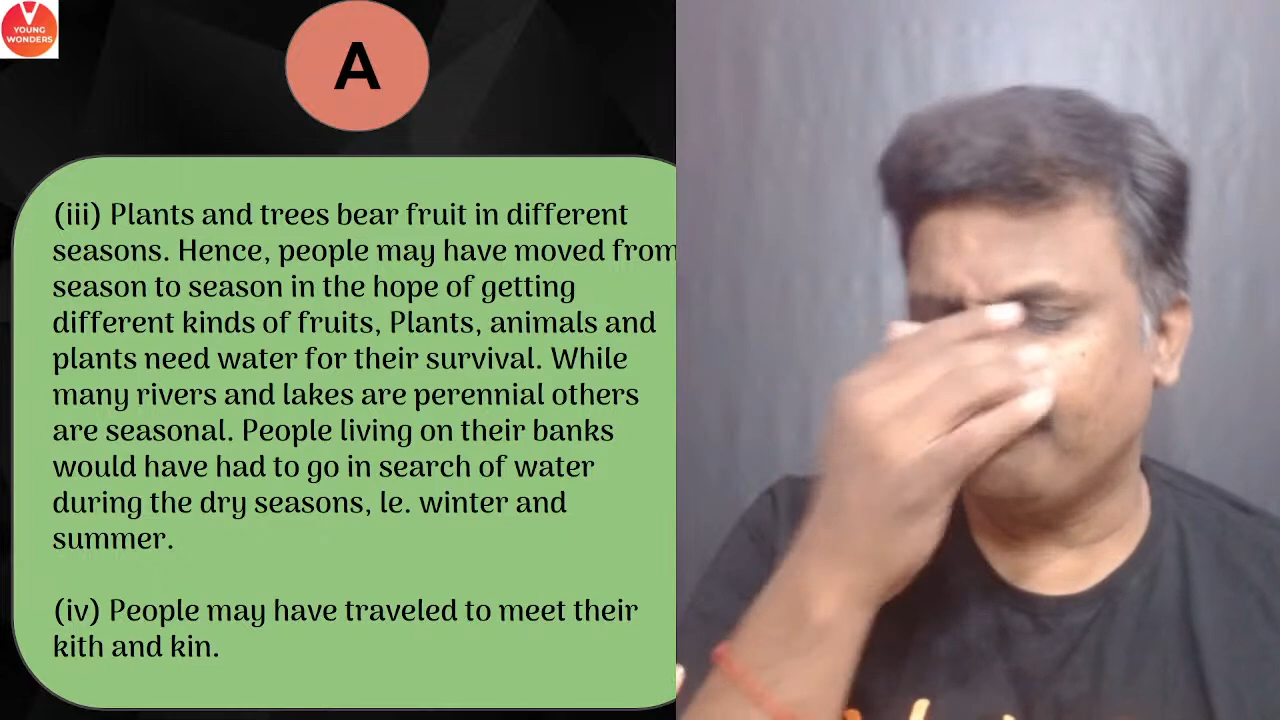 YOUNG
WONDERS
A
(iii) Plants and trees bear fruit in different
seasons. Hence, people may have moved from
season to season in the hope of getting
different kinds of fruits, Plants, animals and
plants need water for their survival. While
many rivers and lakes are perennial others
are seasonal. People living on their banks
would have had to go in search of water
during the dry seasons, le. winter and
summer.
(iv) People may have traveled to meet their
kith and kin.